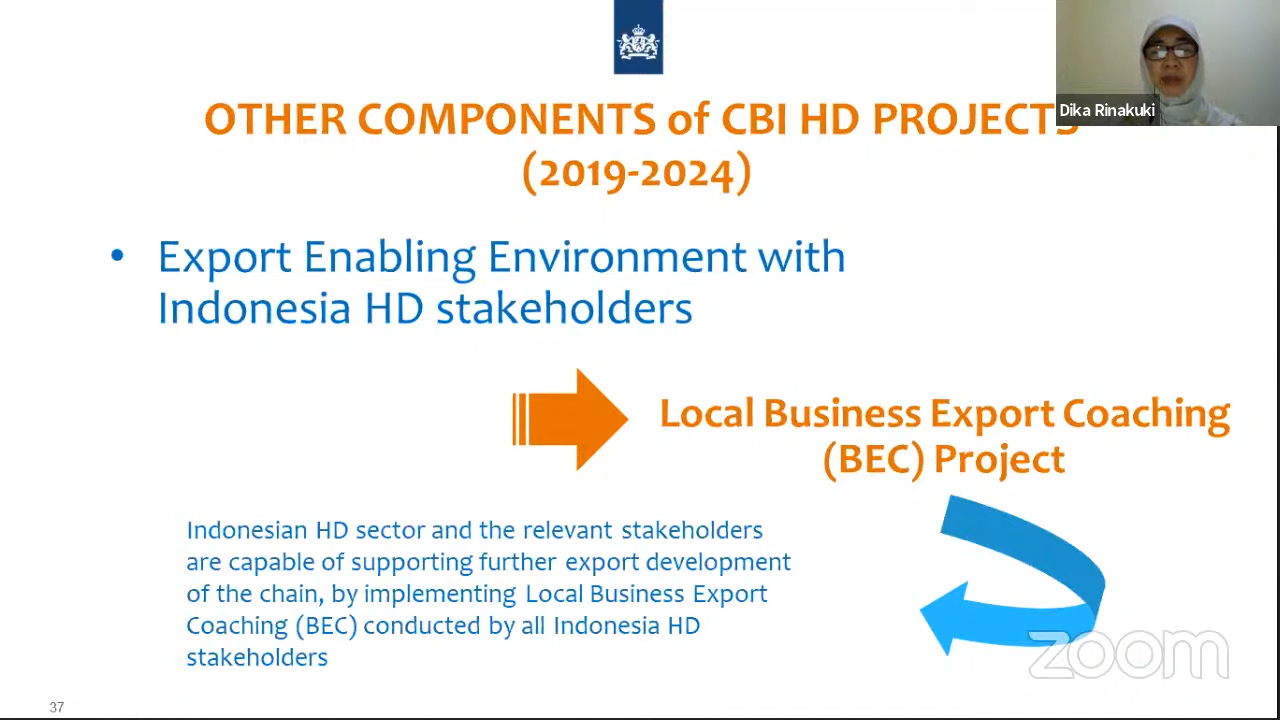 Dika Rinakuki
OTHER COMPONENTS of CBI HD PROJECTS
(2019-2024)
• Export Enabling Environment with
Indonesia HD stakeholders
Local Business Export Coaching
(BEC) Project
Indonesian HD sector and the relevant stakeholders
are capable of supporting further export development
of the chain, by implementing Local Business Export
Coaching (BEC) conducted by all Indonesia HD
stakeholders
zoom
37